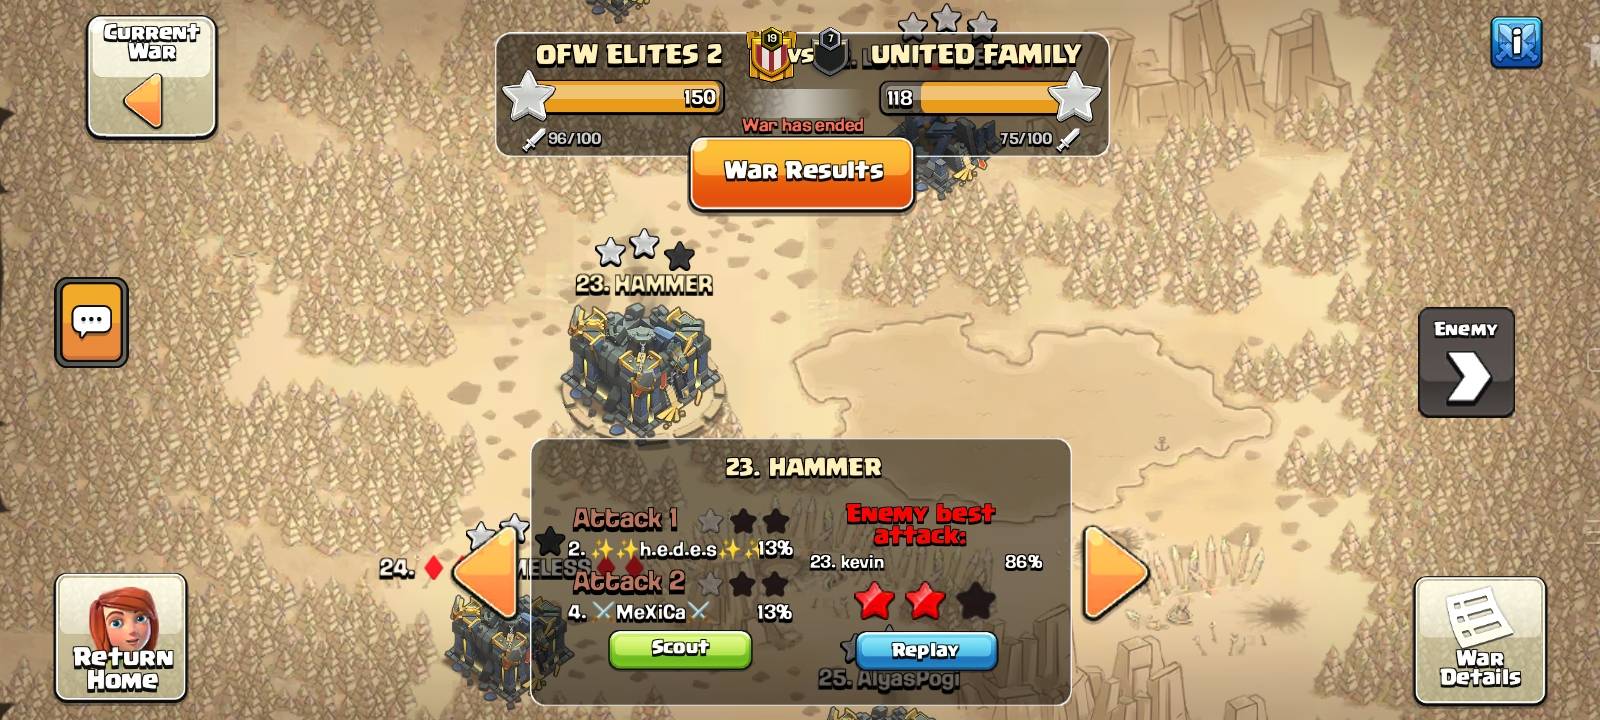 Current
War
OFW ELITES 2
19
vs
7
UNITED FAMILY
150
118
96/100
War has ended
75/100
War Results
23. HAMMER
Enemy
23. HAMMER
Attack 1
2. ✨✨h.e.d.e.s✨✨ 13%
Attack 2
4. ⚔MeXiCa⚔ 13%
Scout
Enemy best
attack:
23. kevin 86%
Replay
24. ♦
MELESS
25. AlyasPogi
Return
Home
War
Details